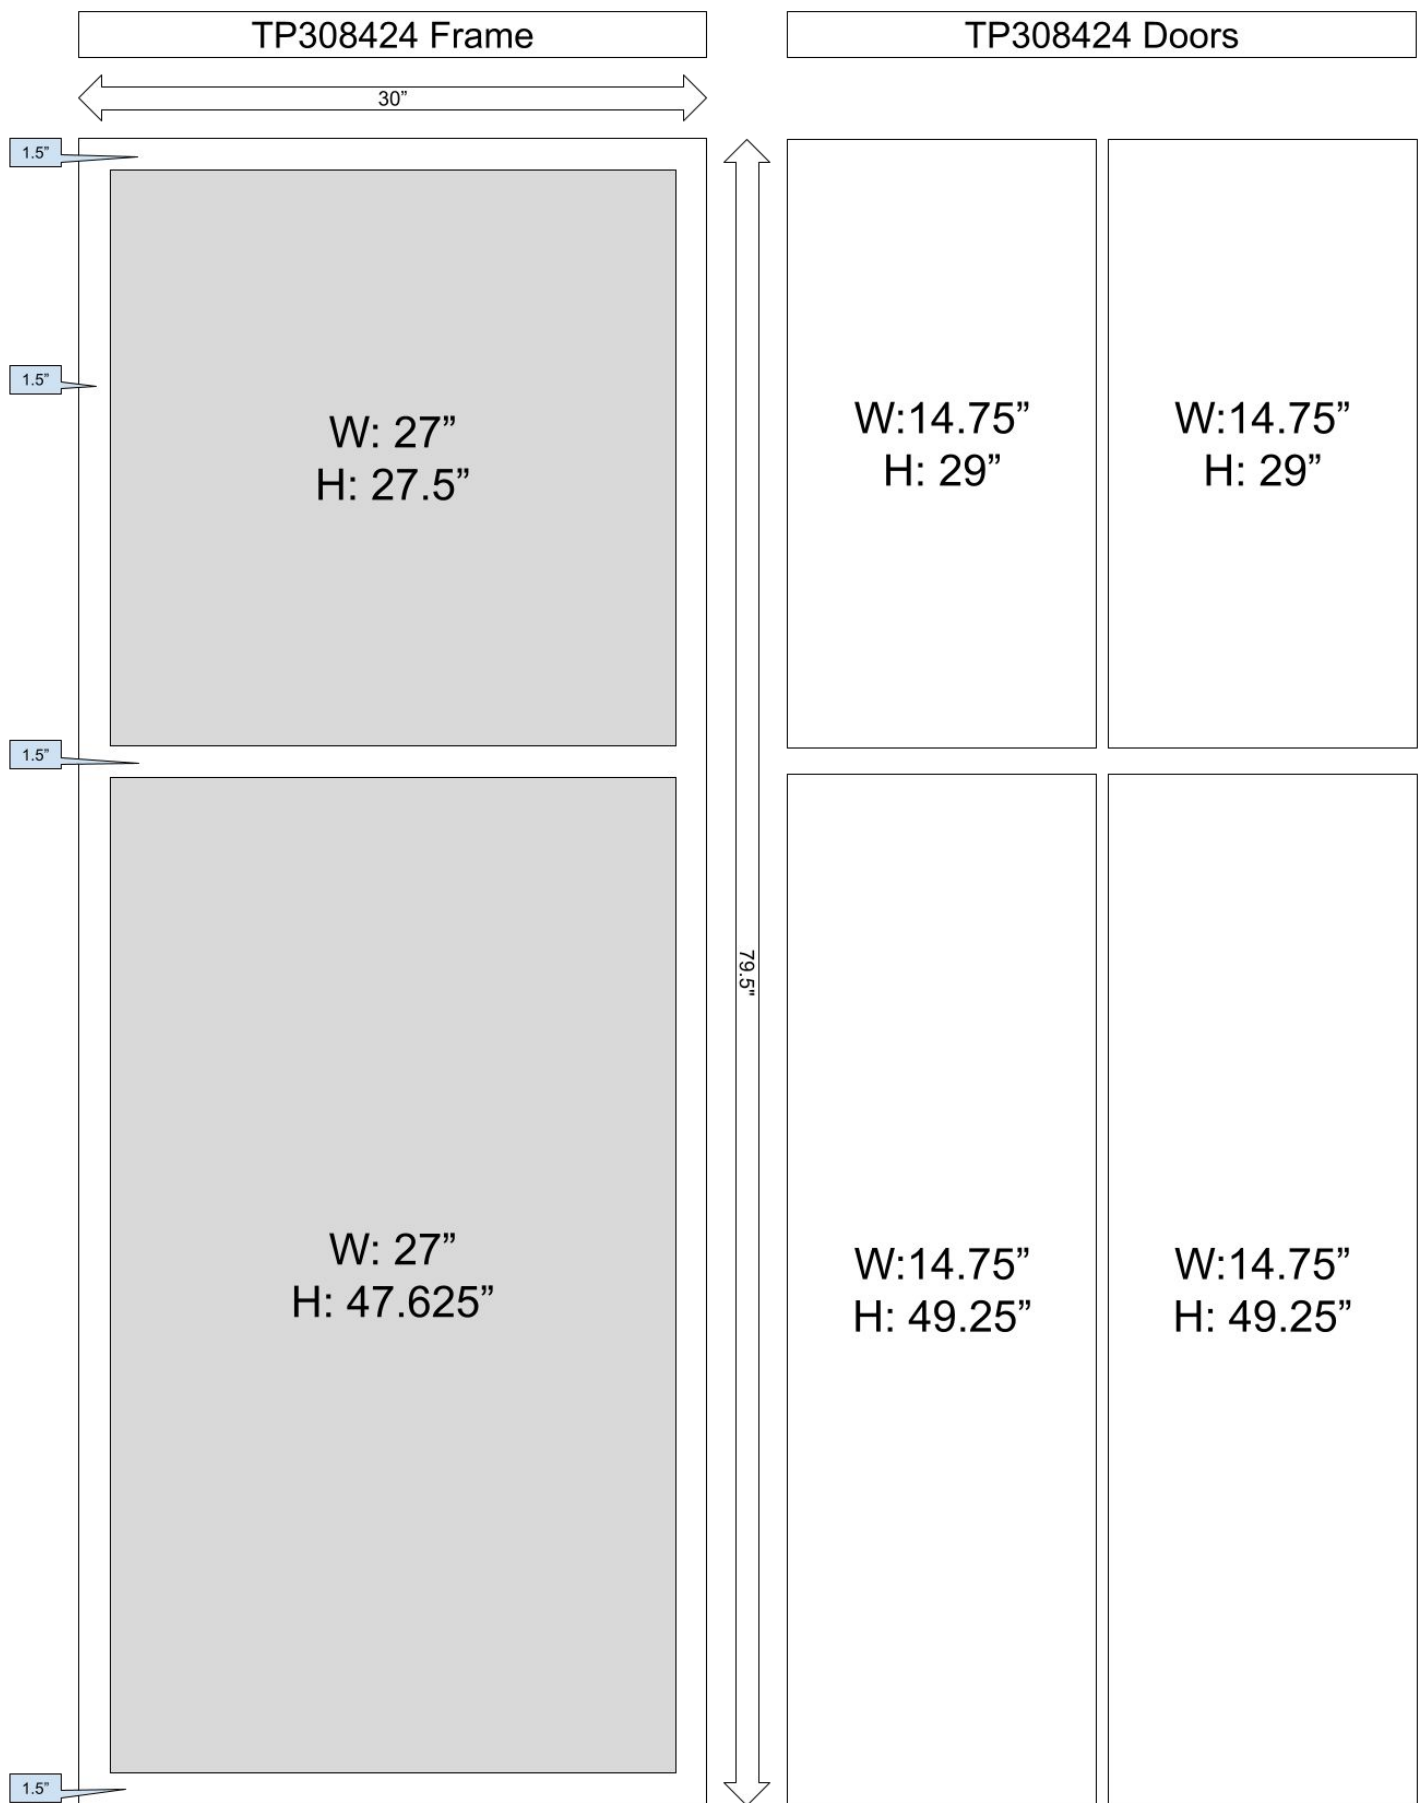 TP308424 Frame
TP308424 Doors
30”
1.5”
1.5”
W: 27”
H: 27.5”
W:14.75”
H: 29”
W:14.75”
H: 29”
1.5”
79.5"
W: 27”
H: 47.625”
W:14.75”
H: 49.25”
W:14.75”
H: 49.25”
1.5”